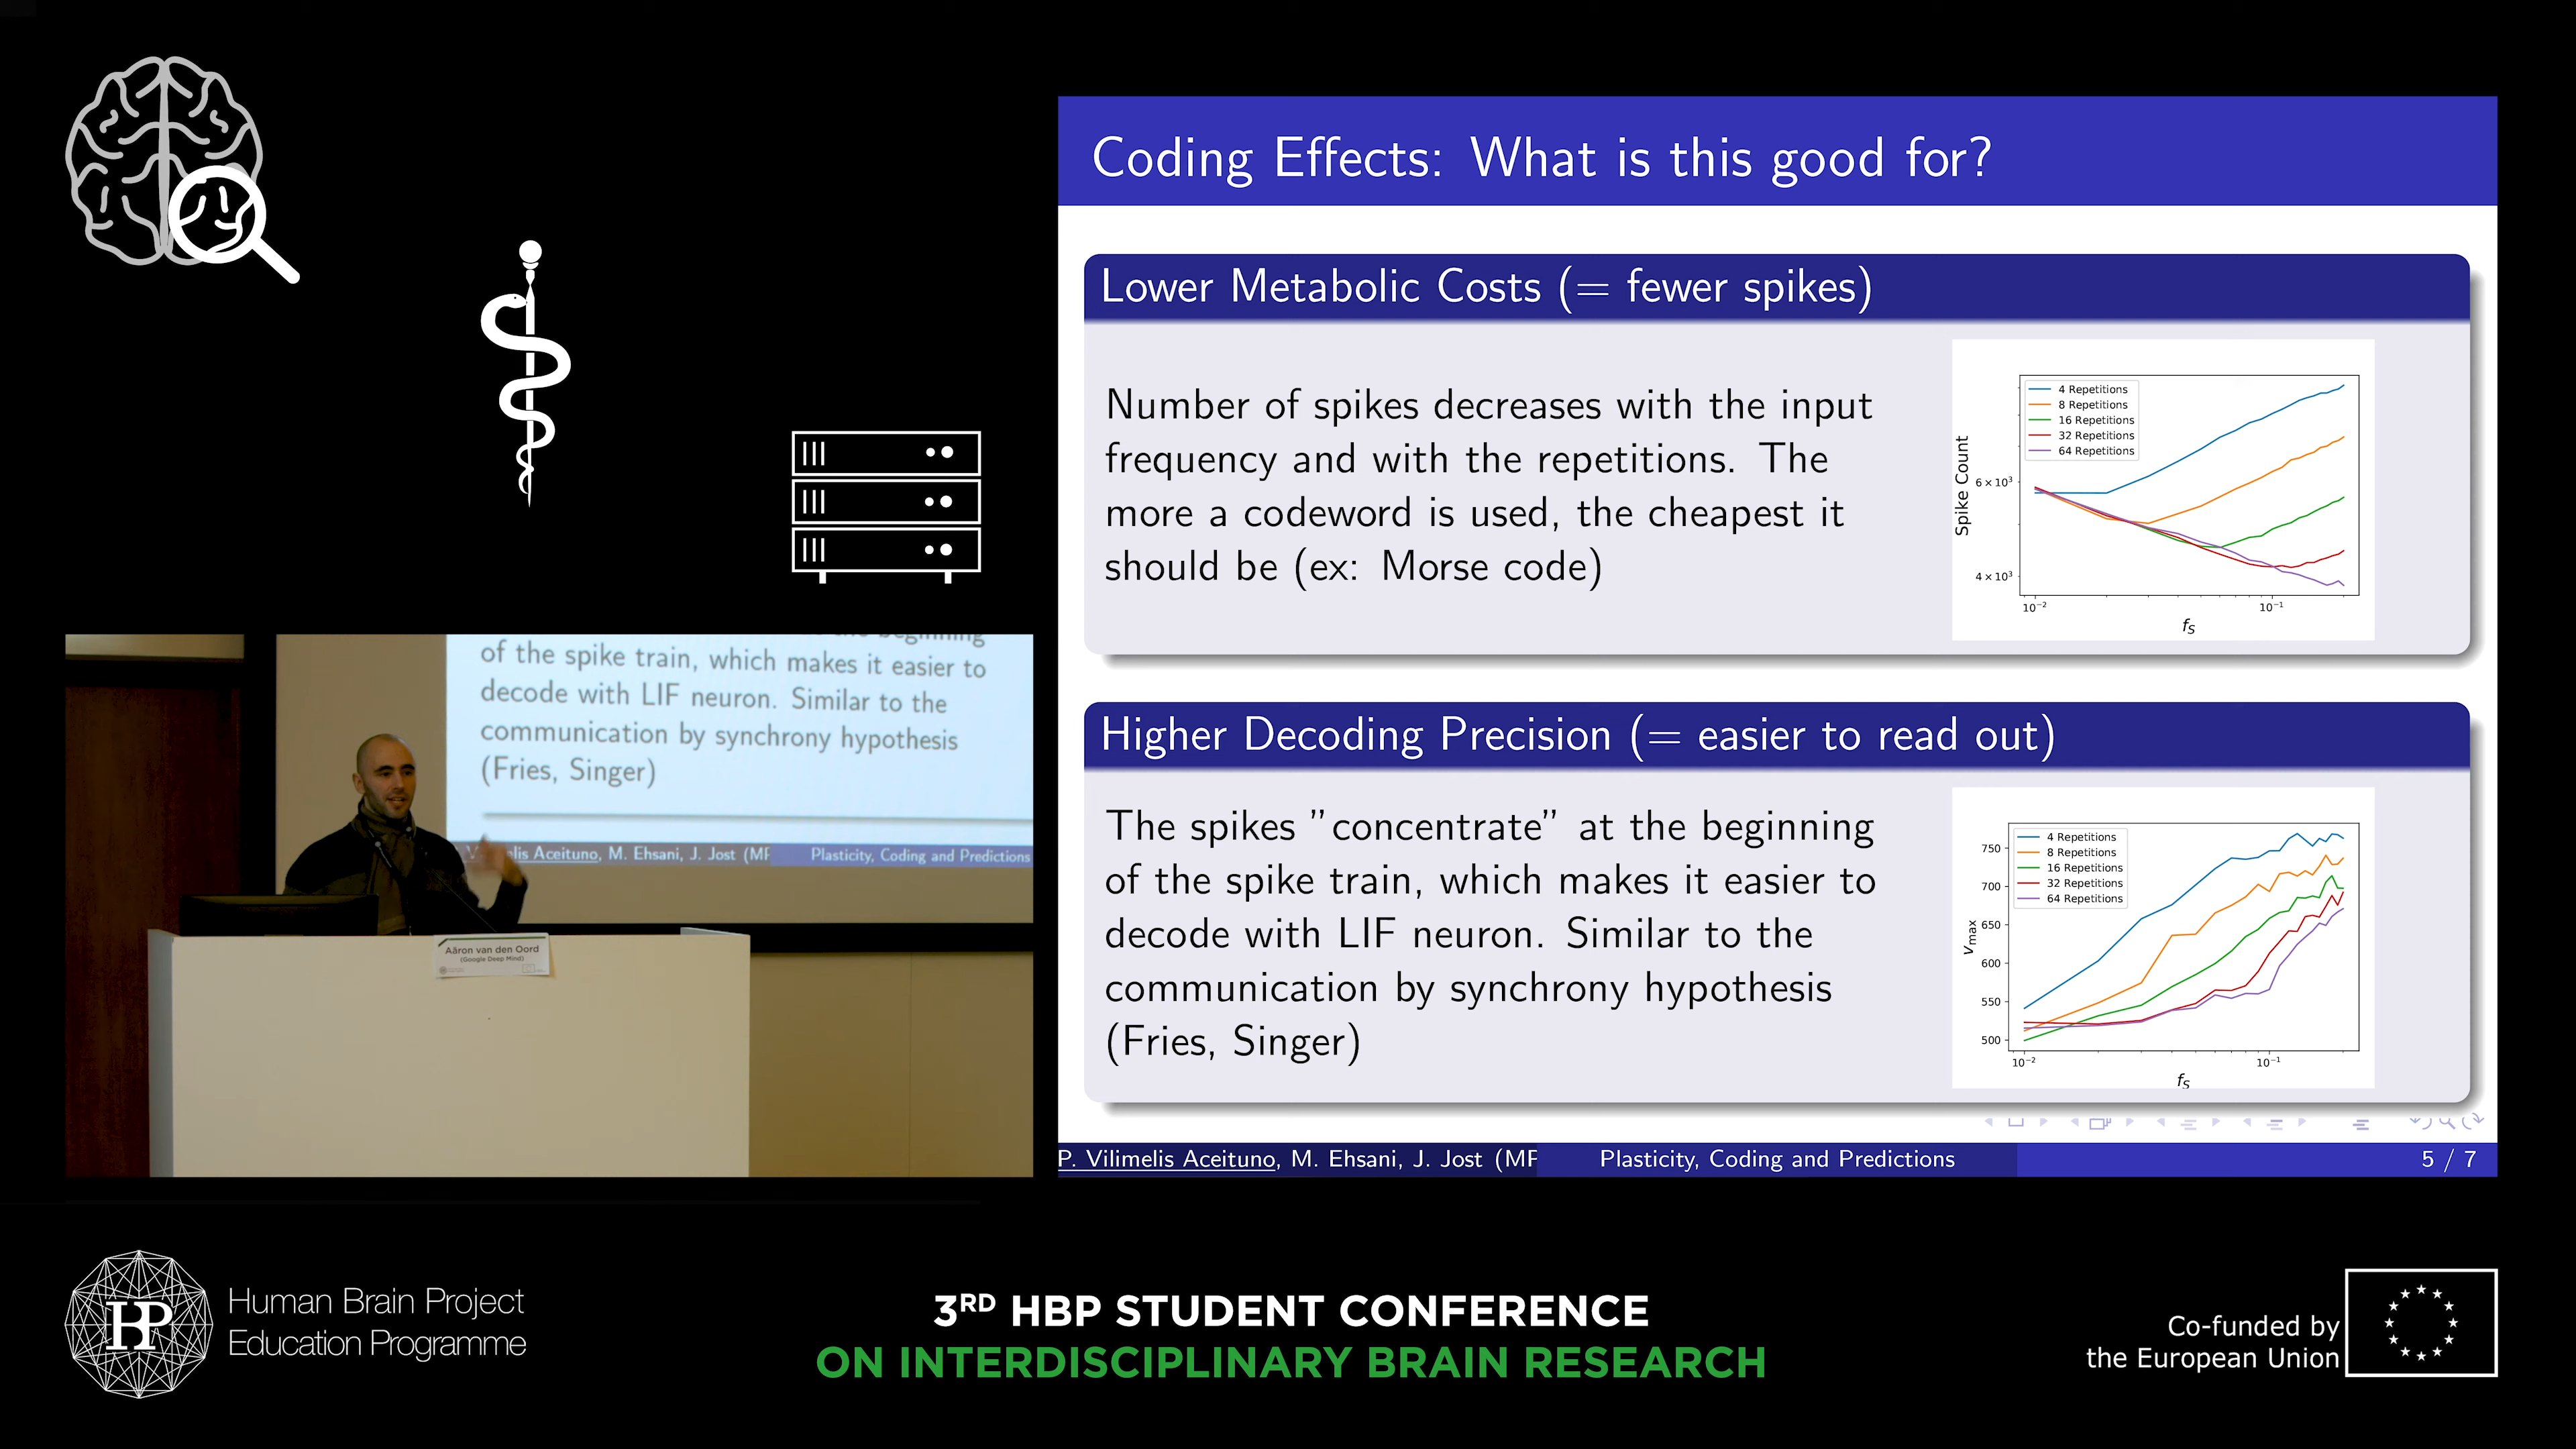 Coding Effects: What is this good for?
Lower Metabolic Costs (= fewer spikes)
Number of spikes decreases with the input
frequency and with the repetitions. The
more a codeword is used, the cheapest it
should be (ex: Morse code)
4 Repetitions
8 Repetitions
16 Repetitions
32 Repetitions
64 Repetitions
Spike Count
6 × 10³
4 × 10³
10⁻²
10⁻¹
fS
Higher Decoding Precision (= easier to read out)
The spikes "concentrate" at the beginning
of the spike train, which makes it easier to
decode with LIF neuron. Similar to the
communication by synchrony hypothesis
(Fries, Singer)
4 Repetitions
8 Repetitions
16 Repetitions
32 Repetitions
64 Repetitions
vmax
750
700
650
600
550
500
10⁻²
10⁻¹
fS
P. Vilimelis Aceituno, M. Ehsani, J. Jost (MP
Plasticity, Coding and Predictions
5 / 7
beginning
of the spike train, which makes it easier to
decode with LIF neuron. Similar to the
communication by synchrony hypothesis
(Fries, Singer)
Aceituno, M. Ehsani, J. Jost (MP
Plasticity, Coding and Predictions
Aäron van den Oord
(Google Deep Mind)
HBP
Human Brain Project
Education Programme
3RD HBP STUDENT CONFERENCE
ON INTERDISCIPLINARY BRAIN RESEARCH
Co-funded by
the European Union